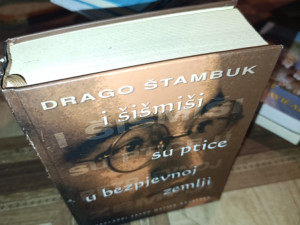 DRAGO ŠTAMBUK
i šišmiši
su ptice
u bezpjevnoj
zemlji